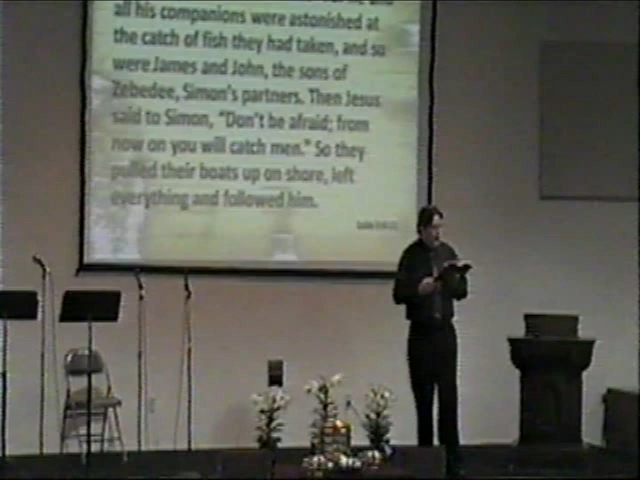 all his companions were astonished at
the catch of fish they had taken, and so
were James and John, the sons of
Zebedee, Simon's partners. Then Jesus
said to Simon, "Don't be afraid; from
now on you will catch men." So they
pulled their boats up on shore, left
everything and followed him.
Luke